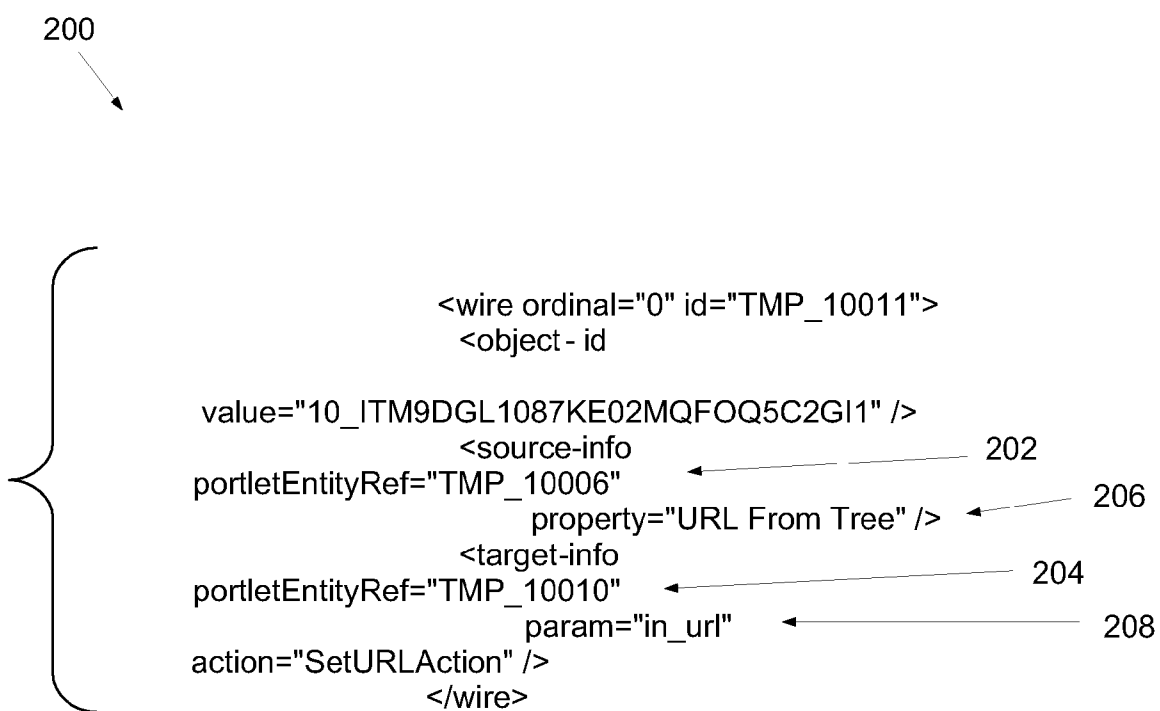 200
<wire ordinal="0" id="TMP_10011">
<object - id
value="10_ITM9DGL1087KE02MQFOQ5C2GI1" />
<source-info
202
portletEntityRef="TMP_10006"
206
property="URL From Tree" />
<target-info
204
portletEntityRef="TMP_10010"
param="in_url"
208
action="SetURLAction" />
</wire>